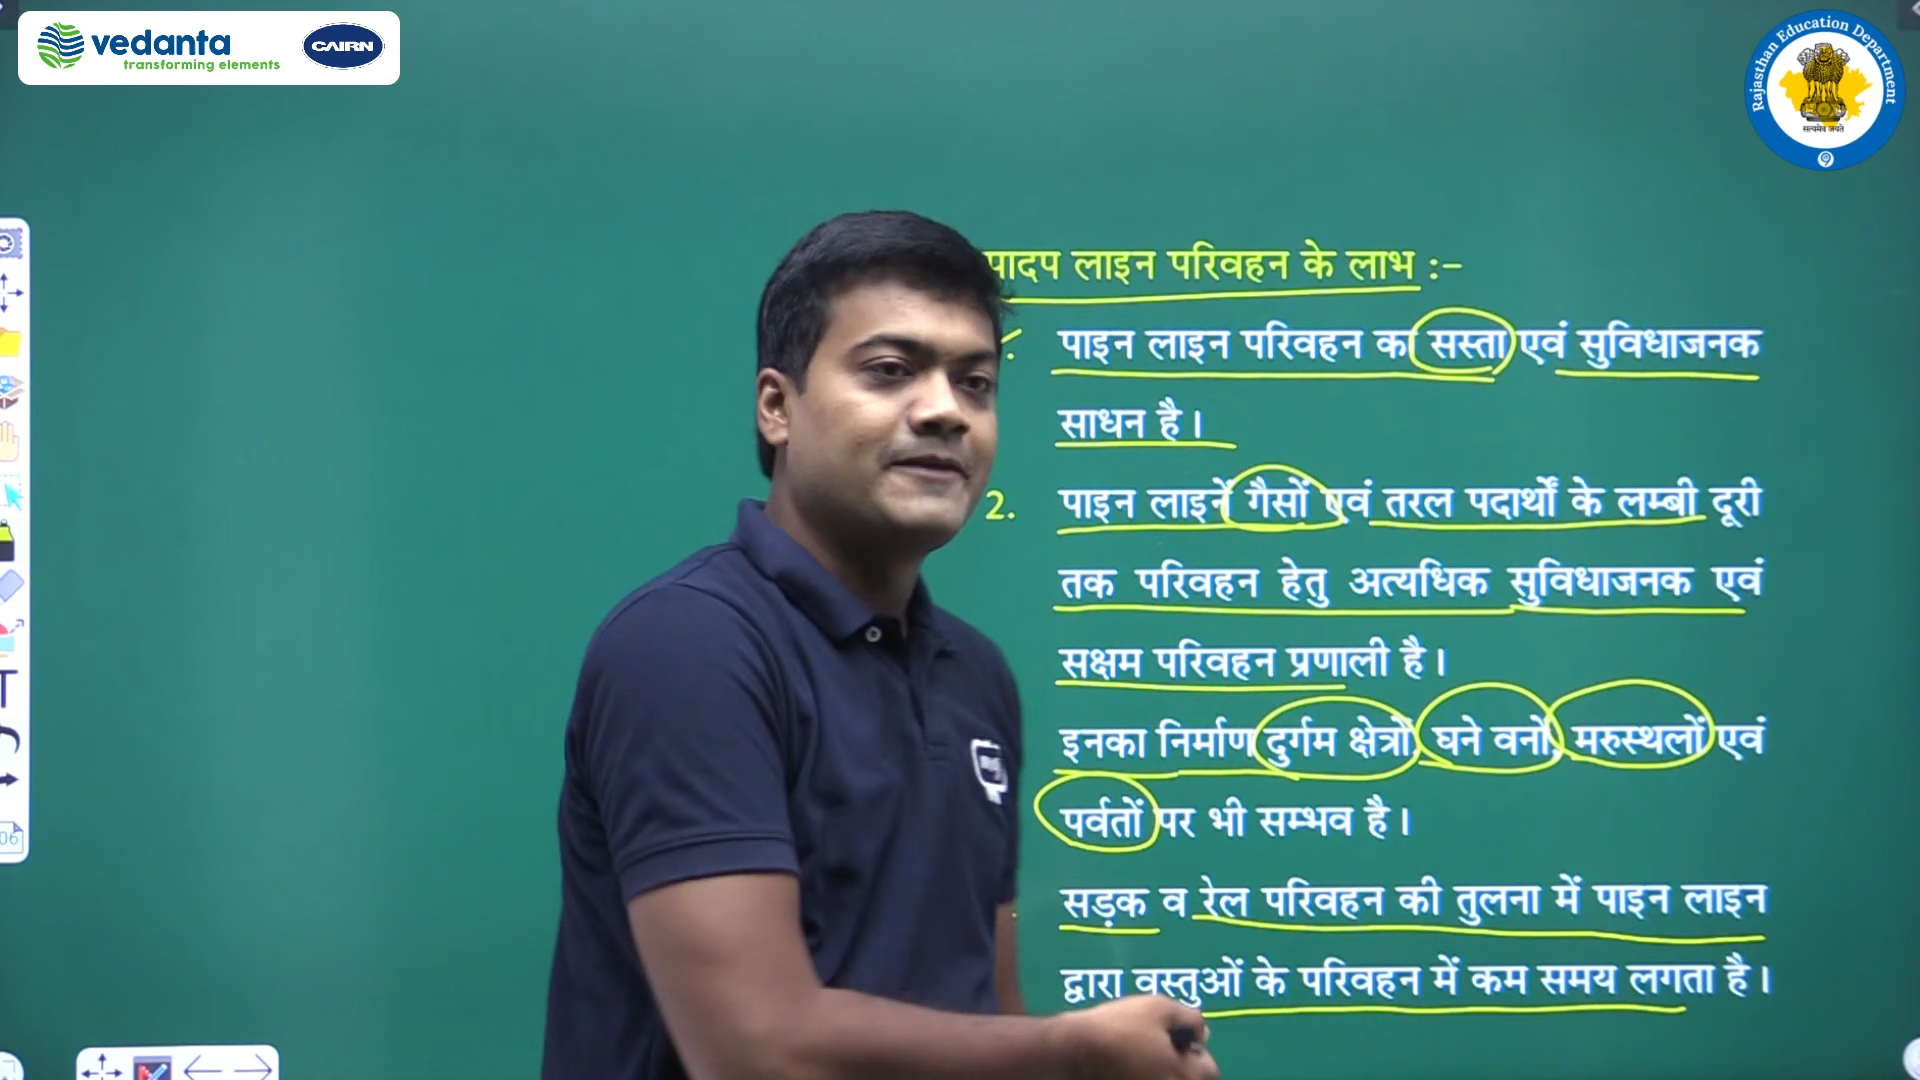 vedanta
transforming elements
CAIRN
Rajasthan Education Department
सत्यमेव जयते
पादप लाइन परिवहन के लाभ :–
पाइन लाइन परिवहन का सस्ता एवं सुविधाजनक
साधन है।
2. पाइन लाइनें गैसों एवं तरल पदार्थों के लम्बी दूरी
तक परिवहन हेतु अत्यधिक सुविधाजनक एवं
सक्षम परिवहन प्रणाली है।
इनका निर्माण दुर्गम क्षेत्रों, घने वनों, मरुस्थलों एवं
पर्वतों पर भी सम्भव है।
सड़क व रेल परिवहन की तुलना में पाइन लाइन
द्वारा वस्तुओं के परिवहन में कम समय लगता है।